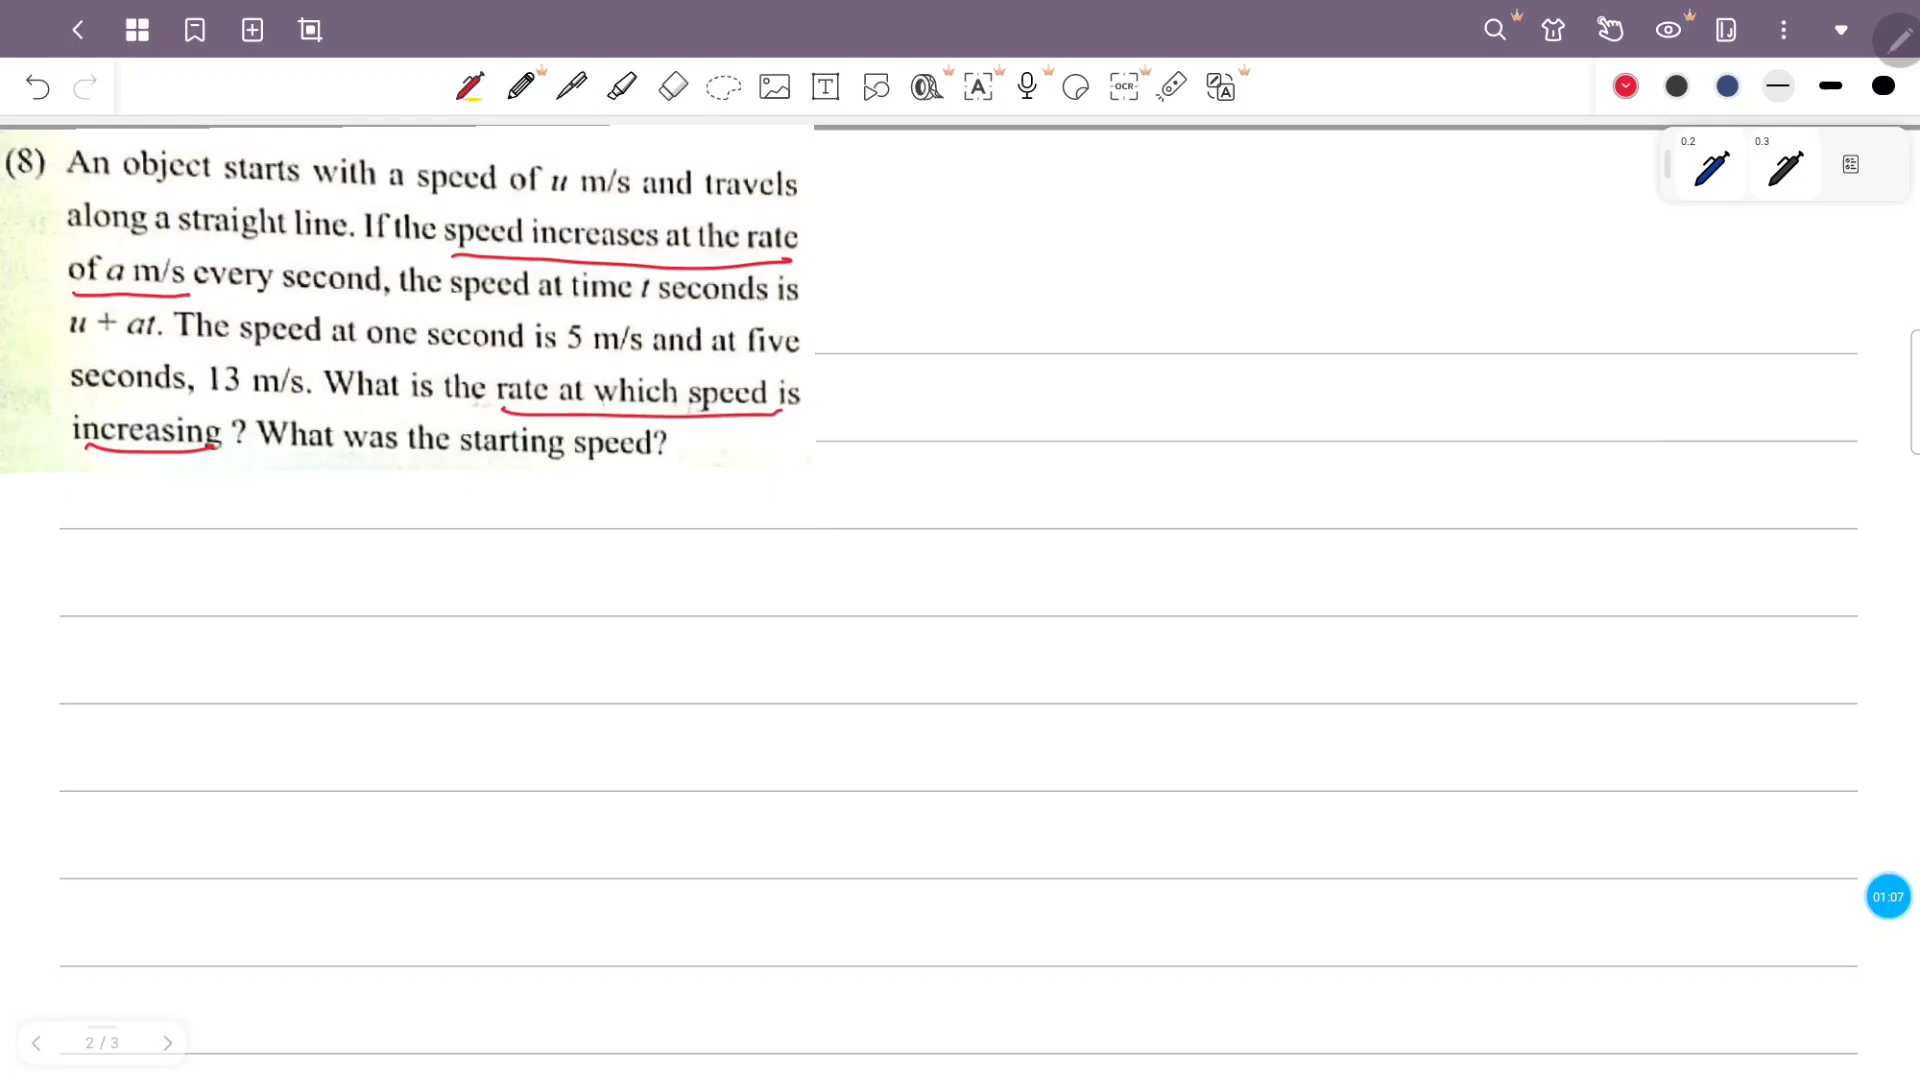 OCR
0.2
0.3
(8) An object starts with a speed of u m/s and travels
along a straight line. If the speed increases at the rate
of a m/s every second, the speed at time t seconds is
u + at. The speed at one second is 5 m/s and at five
seconds, 13 m/s. What is the rate at which speed is
increasing ? What was the starting speed?
01:07
2 / 3